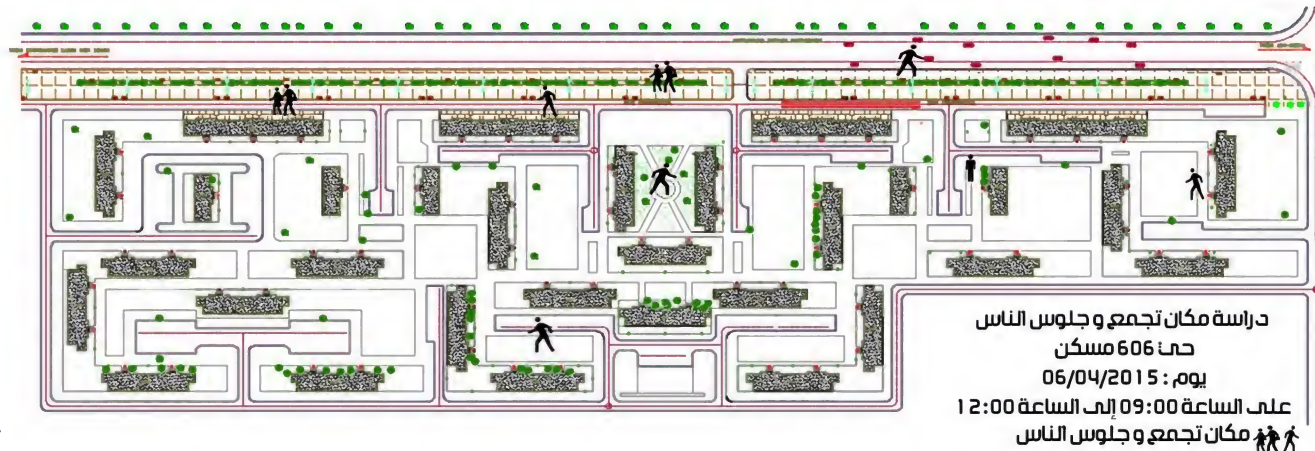 دراسة مكان تجمع و جلوس الناس
حي 606 مسكن
يوم : 06/04/2015
على الساعة 09:00 إلى الساعة 12:00
مكان تجمع و جلوس الناس